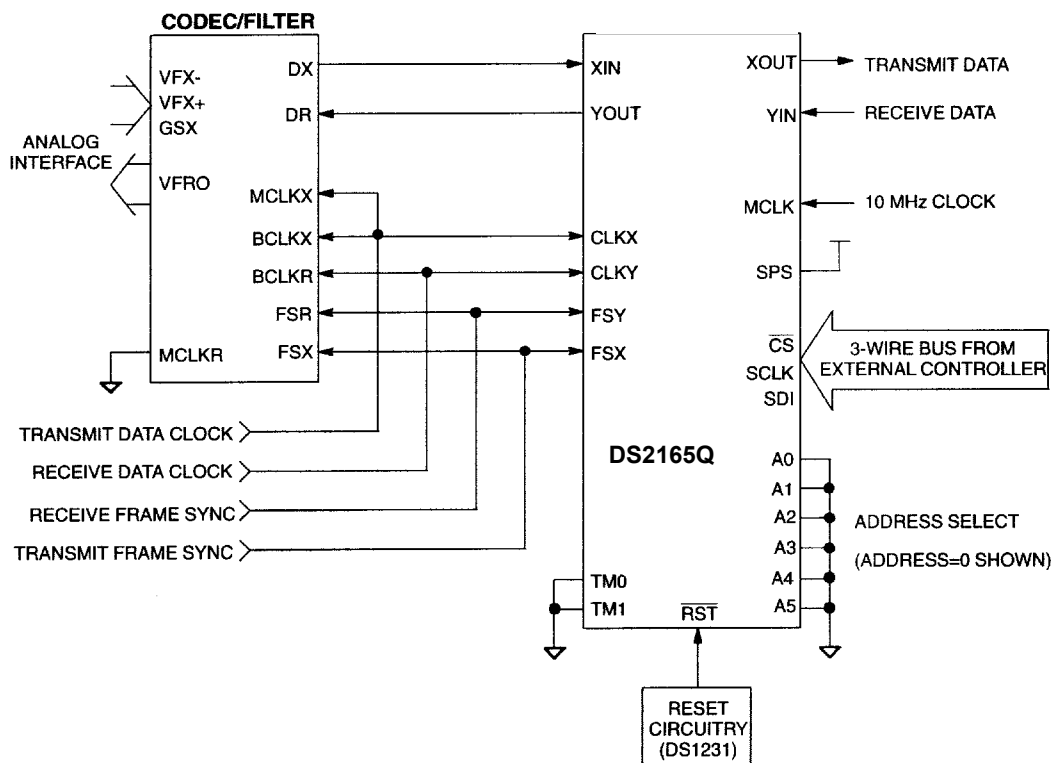 CODEC/FILTER
VFX-
VFX+
GSX
ANALOG
INTERFACE
VFRO
DX
DR
MCLKX
BCLKX
BCLKR
FSR
FSX
MCLKR
TRANSMIT DATA CLOCK
RECEIVE DATA CLOCK
RECEIVE FRAME SYNC
TRANSMIT FRAME SYNC
XIN
YOUT
CLKX
CLKY
FSY
FSX
DS2165Q
TM0
TM1
RST
XOUT
YIN
MCLK
SPS
CS
SCLK
SDI
A0
A1
A2
A3
A4
A5
TRANSMIT DATA
RECEIVE DATA
10 MHz CLOCK
3-WIRE BUS FROM
EXTERNAL CONTROLLER
ADDRESS SELECT
(ADDRESS=0 SHOWN)
RESET
CIRCUITRY
(DS1231)